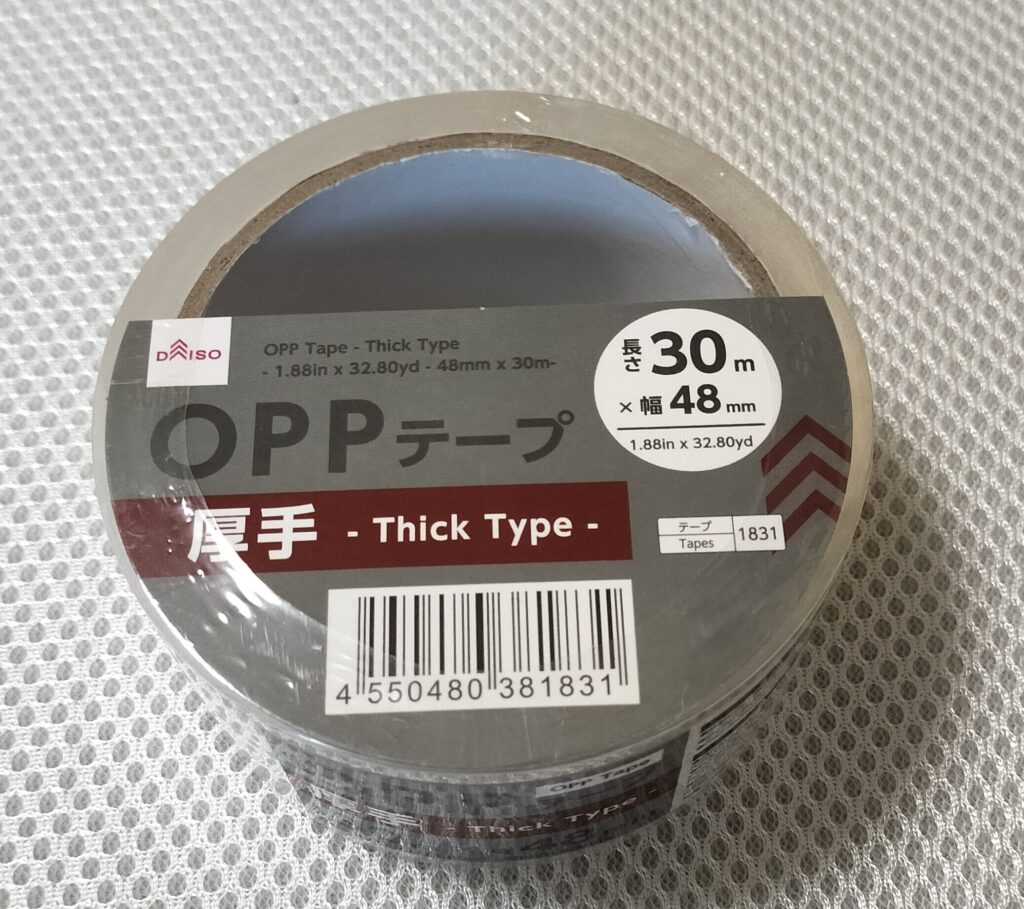 DAISO
OPP Tape - Thick Type
- 1.88in x 32.80yd - 48mm x 30m-
長さ 30 m
× 幅 48 mm
1.88in x 32.80yd
OPPテープ
厚手 - Thick Type -
テープ
Tapes
1831
4 550480 381831
OPP Tape
厚手 - Thick Type -